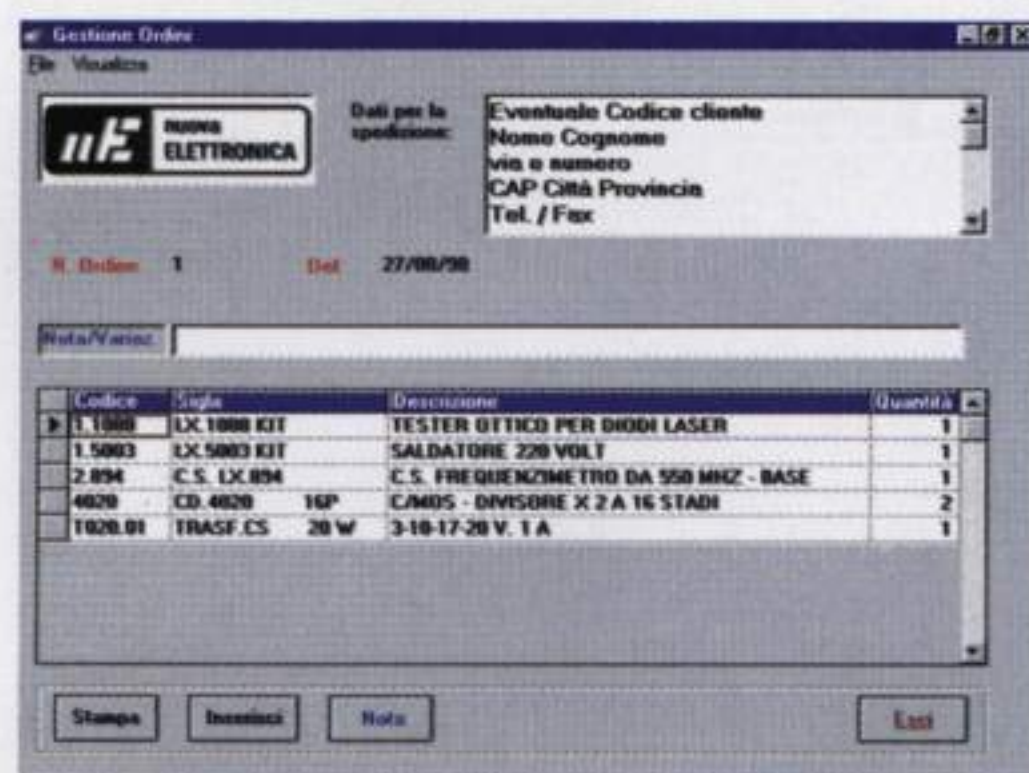 Gestione Ordini
File Visualizza
nuova
ELETTRONICA
Dati per la
spedizione:
Eventuale Codice cliente
Nome Cognome
via e numero
CAP Città Provincia
Tel. / Fax
N. Ordine 1 Del 27/08/98
Nota/Varioz.
Codice Sigla Descrizione Quantità
1.1088 LX.1088 KIT TESTER OTTICO PER DIODI LASER 1
1.5003 LX.5003 KIT SALDATORE 220 VOLT 1
2.894 C.S. LX.894 C.S. FREQUENZIMETRO DA 550 MHZ - BASE 1
4020 CD.4020 16P C/MOS - DIVISORE X 2 A 16 STADI 2
T020.01 TRASF.CS 20 W 3-10-17-20 V. 1 A 1
Stampa Inserisci Nota Esci